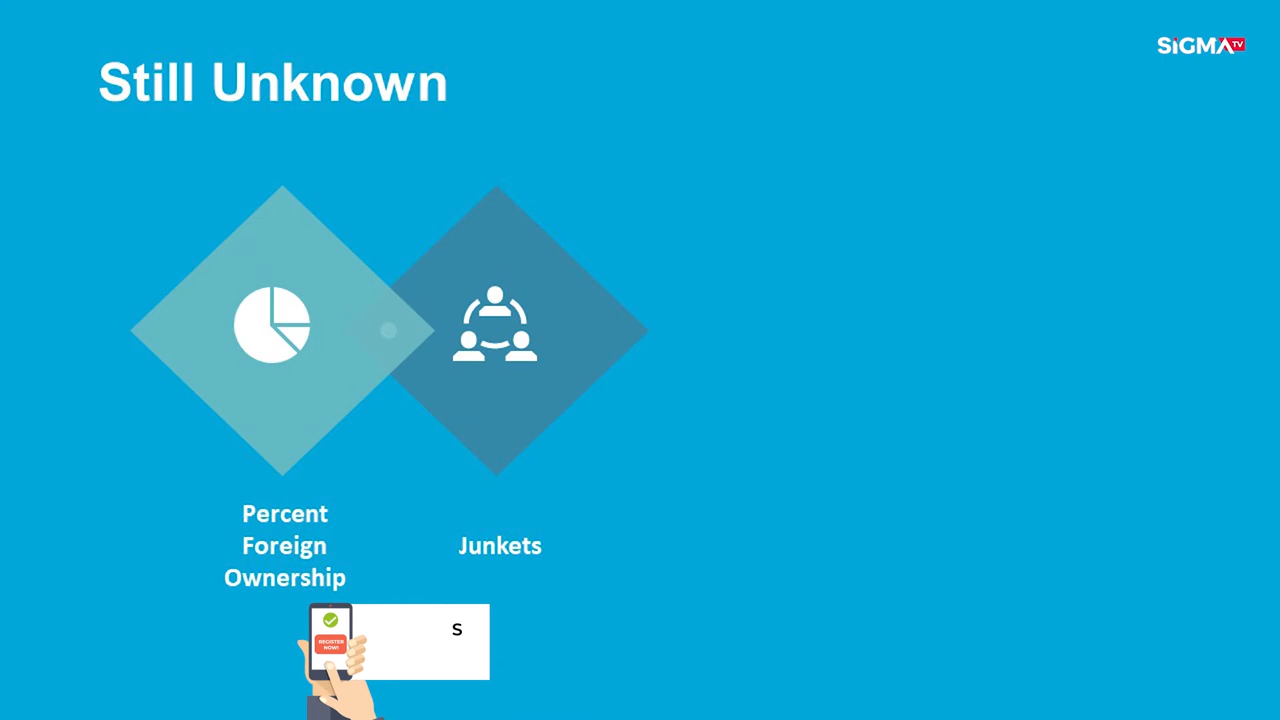 SiGMA TV
Still Unknown
Percent
Foreign
Ownership
Junkets
REGISTER
NOW!
S